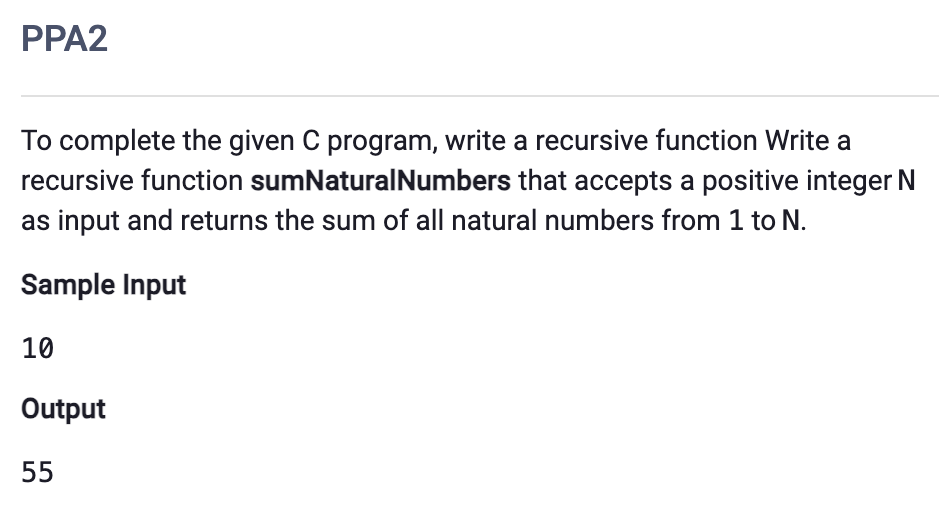 PPA2
To complete the given C program, write a recursive function Write a
recursive function sumNaturalNumbers that accepts a positive integer N
as input and returns the sum of all natural numbers from 1 to N.
Sample Input
10
Output
55